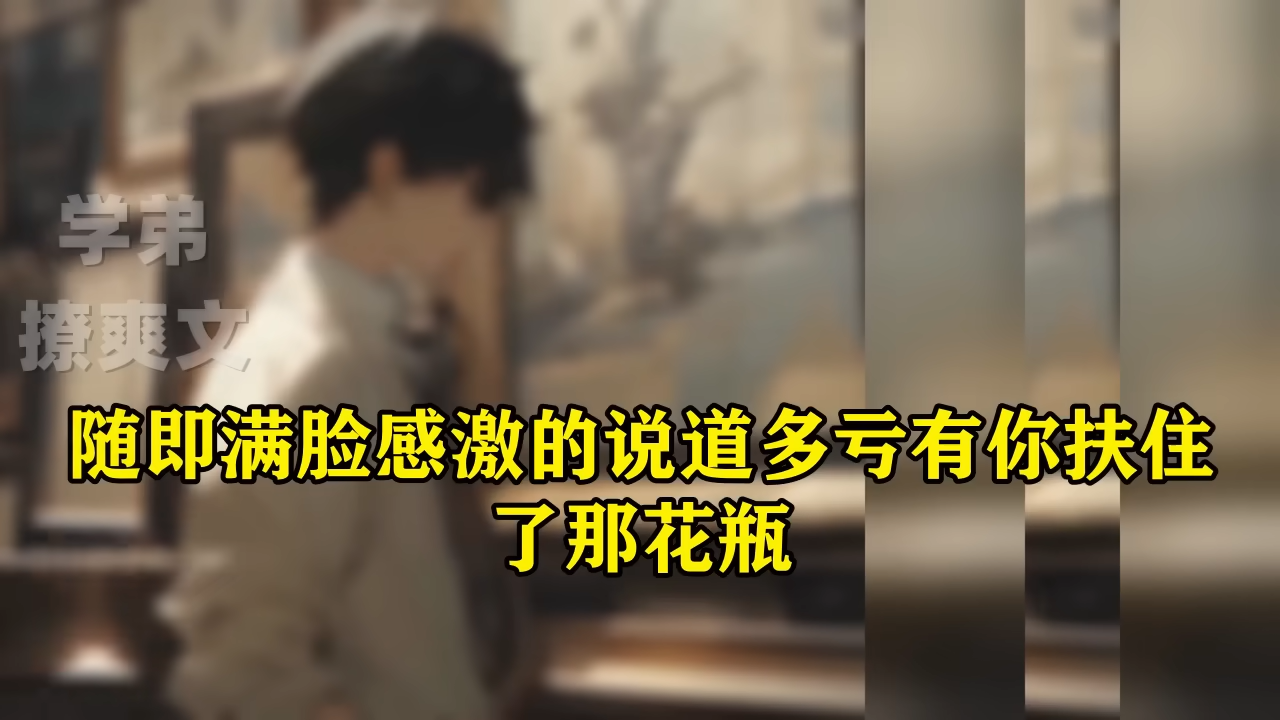 学弟
撩爽文
随即满脸感激的说道多亏有你扶住
了那花瓶